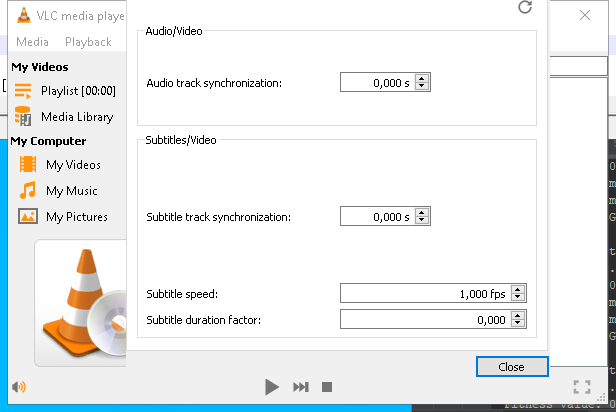 VLC media playe
Media Playback
My Videos
Playlist [00:00]
Media Library
My Computer
My Videos
My Music
My Pictures
Audio/Video
Audio track synchronization: 0,000 s
Subtitles/Video
Subtitle track synchronization: 0,000 s
Subtitle speed: 1,000 fps
Subtitle duration factor: 0,000
Close